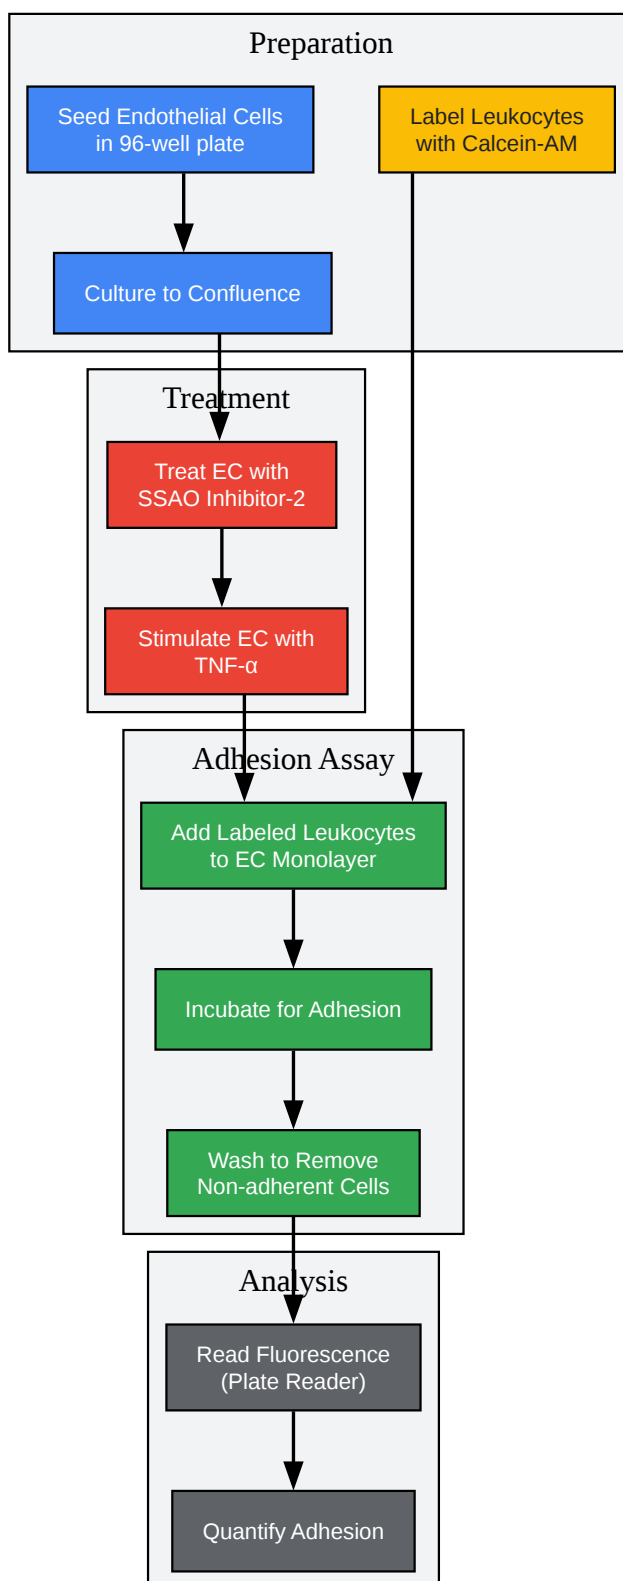 Preparation
Seed Endothelial Cells
in 96-well plate
Label Leukocytes
with Calcein-AM
Culture to Confluence
Treatment
Treat EC with
SSAO Inhibitor-2
Stimulate EC with
TNF-α
Adhesion Assay
Add Labeled Leukocytes
to EC Monolayer
Incubate for Adhesion
Wash to Remove
Non-adherent Cells
Analysis
Read Fluorescence
(Plate Reader)
Quantify Adhesion